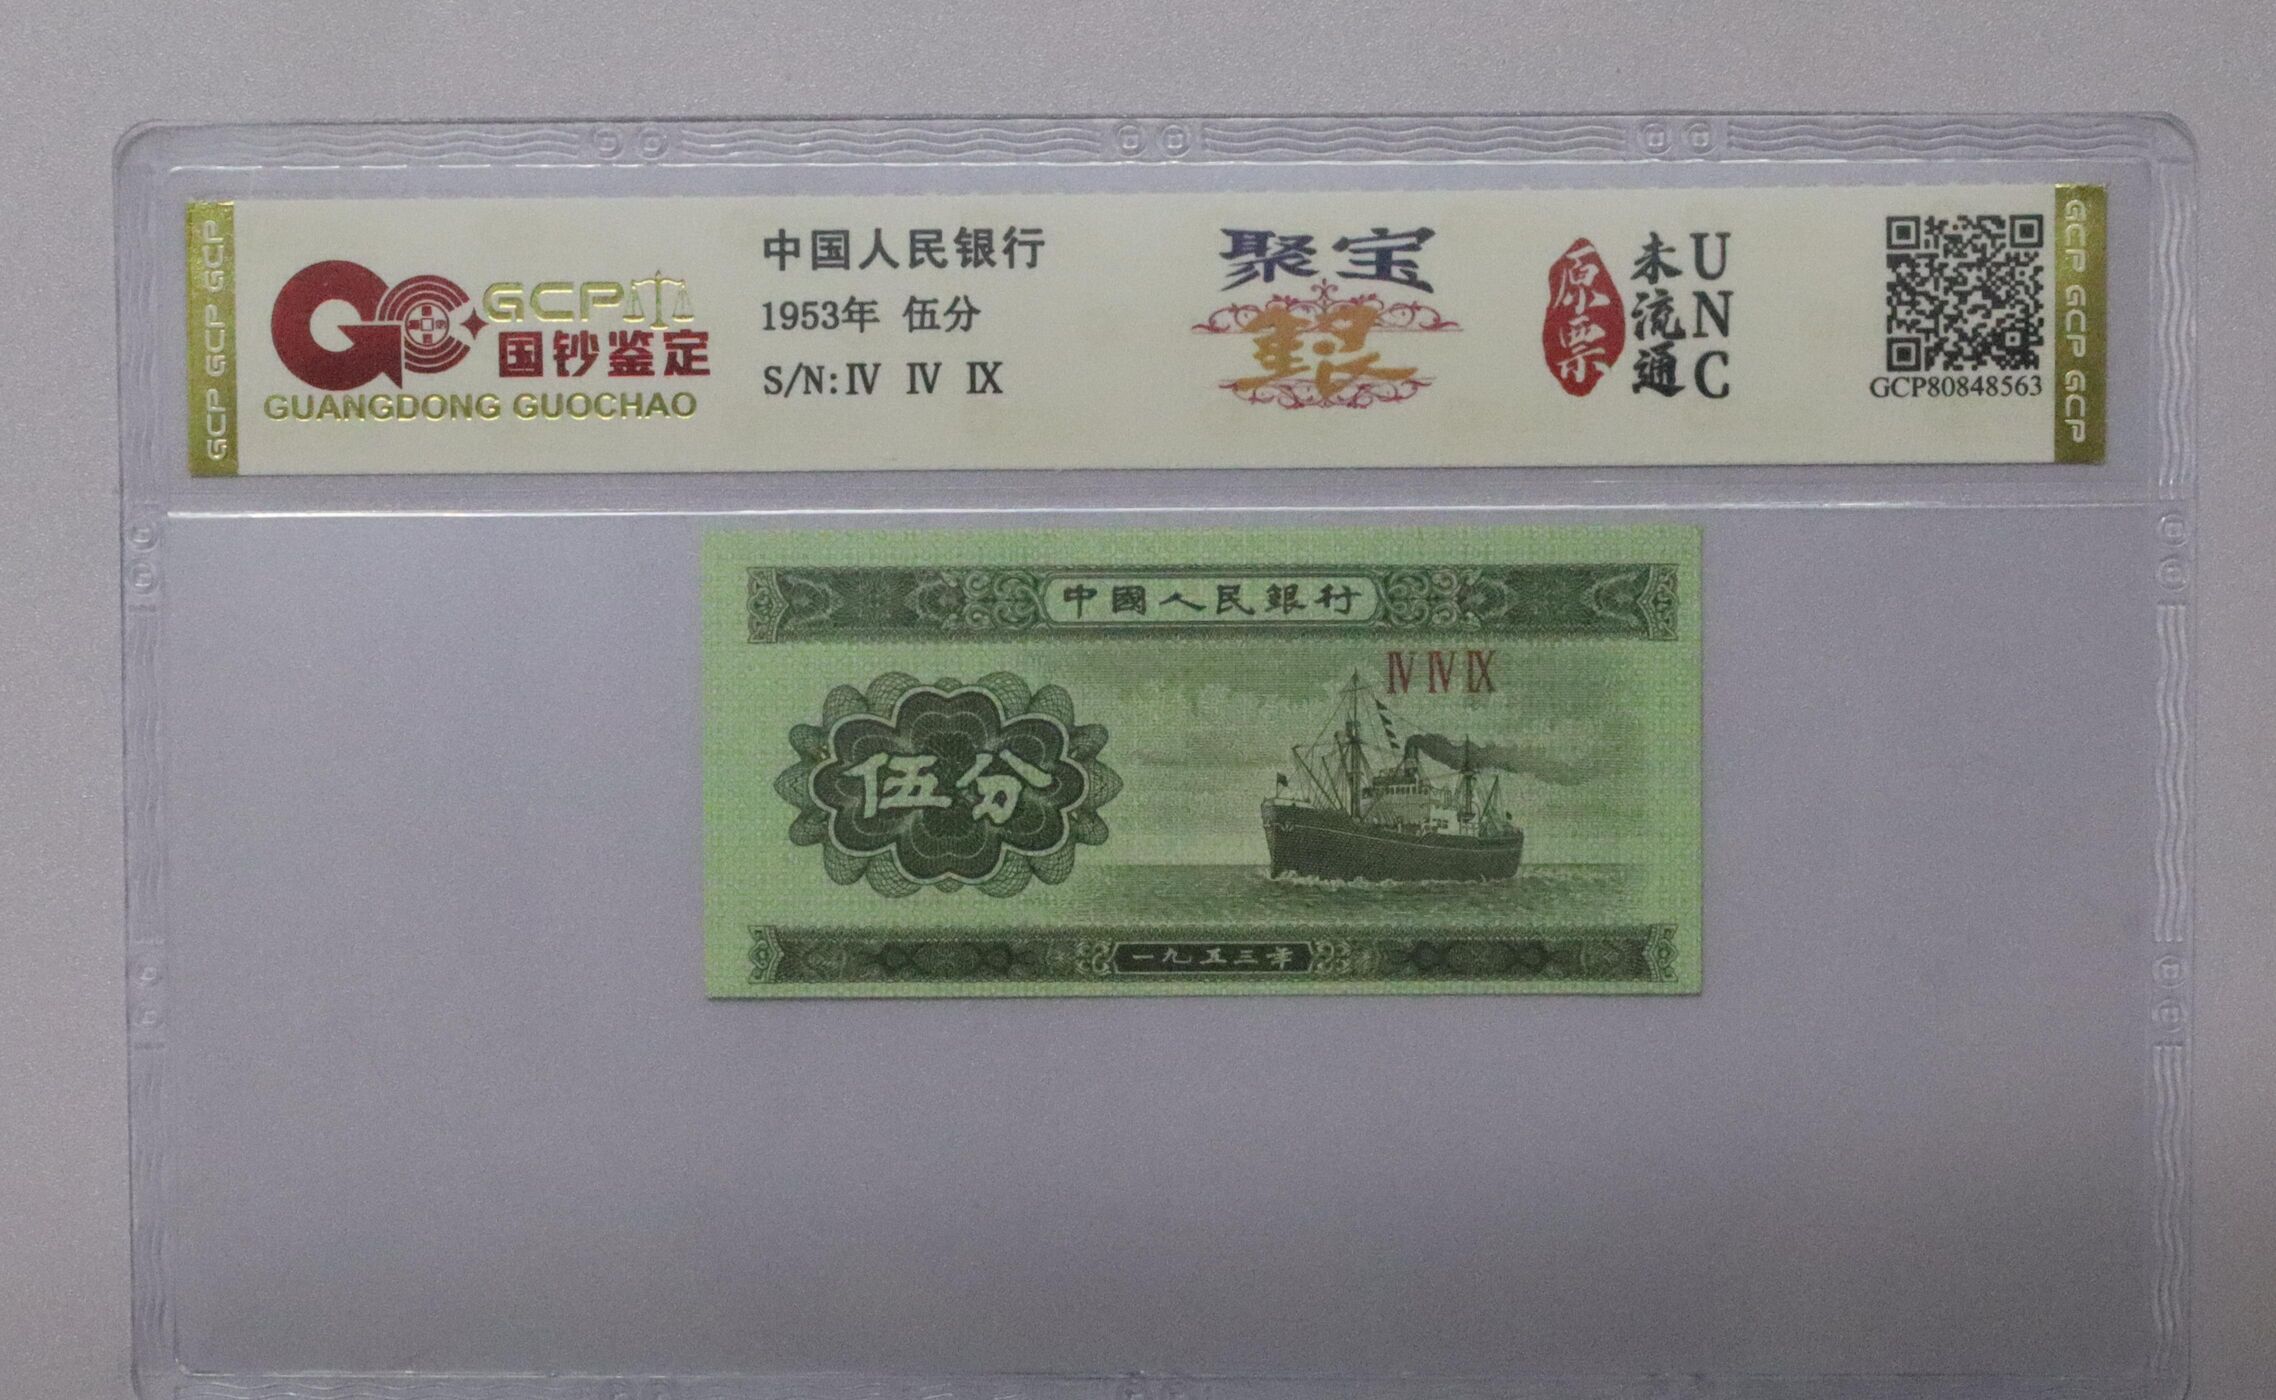 GCP GCP GCP
GCP
国钞鉴定
GUANGDONG GUOCHAO
中国人民银行
1953年 伍分
S/N:Ⅳ Ⅳ Ⅸ
聚宝
银
原票
未流通
UNC
GCP80848563
GCP GCP GCP
中國人民銀行
Ⅳ Ⅳ Ⅸ
伍分
一九五三年